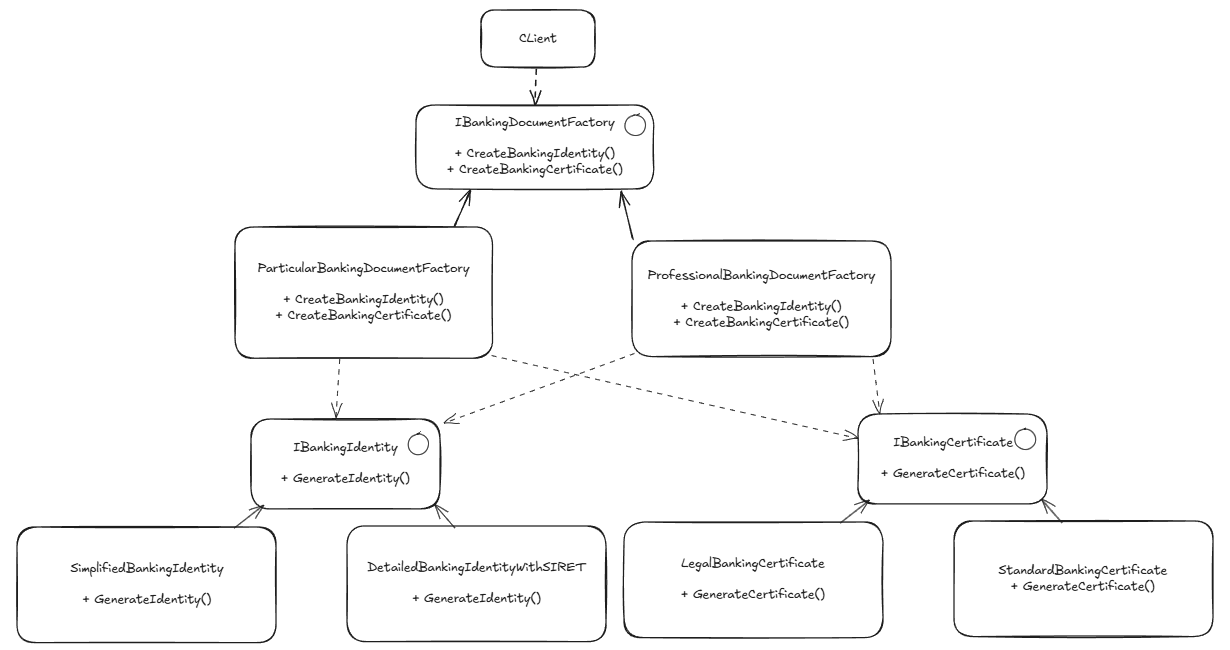 CLient
IBankingDocumentFactory
+ CreateBankingIdentity()
+ CreateBankingCertificate()
ParticularBankingDocumentFactory
+ CreateBankingIdentity()
+ CreateBankingCertificate()
ProfessionalBankingDocumentFactory
+ CreateBankingIdentity()
+ CreateBankingCertificate()
IBankingIdentity
+ GenerateIdentity()
IBankingCertificate
+ GenerateCertificate()
SimplifiedBankingIdentity
+ GenerateIdentity()
DetailedBankingIdentityWithSIRET
+ GenerateIdentity()
LegalBankingCertificate
+ GenerateCertificate()
StandardBankingCertificate
+ GenerateCertificate()